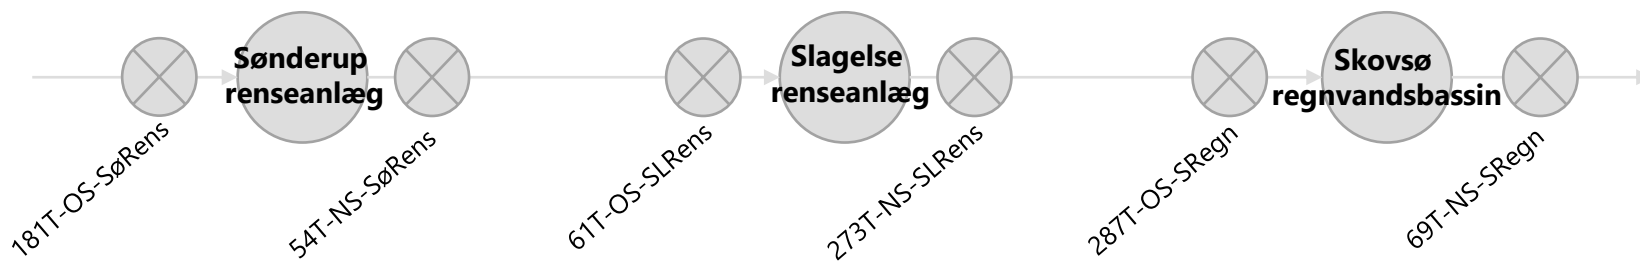 Sønderup
renseanlæg
Slagelse
renseanlæg
Skovsø
regnvandsbassin
181T-OS-SøRens
54T-NS-SøRens
61T-OS-SLRens
273T-NS-SLRens
287T-OS-SRegn
69T-NS-SRegn